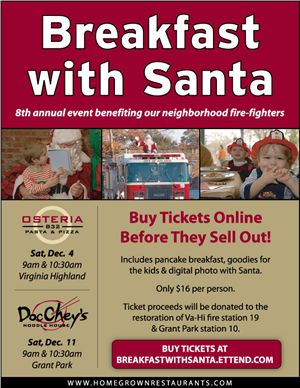 Breakfast
with Santa
8th annual event benefiting our neighborhood fire-fighters
OSTERIA
832
PASTA & PIZZA
Sat, Dec. 4
9am & 10:30am
Virginia Highland
DocChey's
NOODLE HOUSE
Sat, Dec. 11
9am & 10:30am
Grant Park
Buy Tickets Online
Before They Sell Out!
Includes pancake breakfast, goodies for
the kids & digital photo with Santa.
Only $16 per person.
Ticket proceeds will be donated to the
restoration of Va-Hi fire station 19
& Grant Park station 10.
BUY TICKETS AT
BREAKFASTWITHSANTA.ETTEND.COM
WWW.HOMEGROWNRESTAURANTS.COM